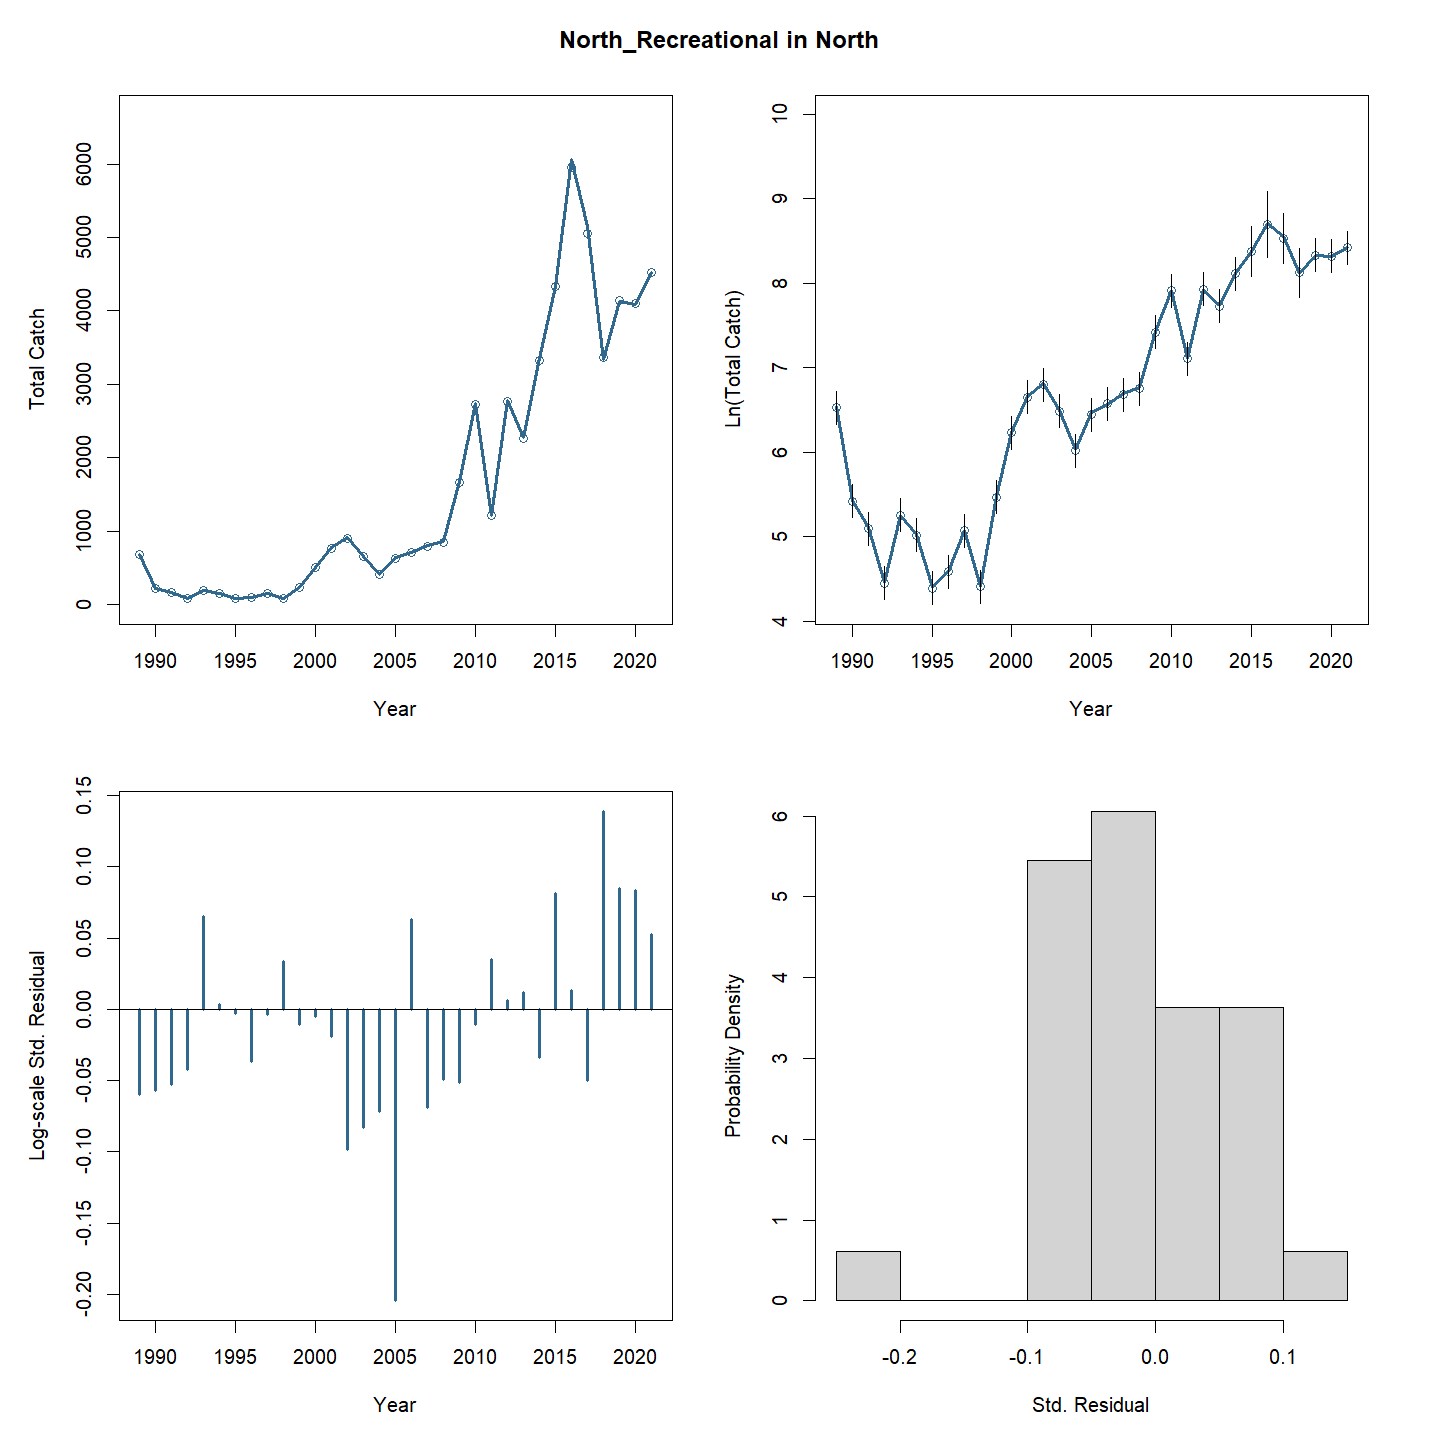 North_Recreational in North
Total Catch
0 1000 2000 3000 4000 5000 6000
1990 1995 2000 2005 2010 2015 2020
Year
Ln(Total Catch)
4 5 6 7 8 9 10
1990 1995 2000 2005 2010 2015 2020
Year
Log-scale Std. Residual
-0.20 -0.15 -0.10 -0.05 0.00 0.05 0.10 0.15
1990 1995 2000 2005 2010 2015 2020
Year
Probability Density
0 1 2 3 4 5 6
-0.2 -0.1 0.0 0.1
Std. Residual